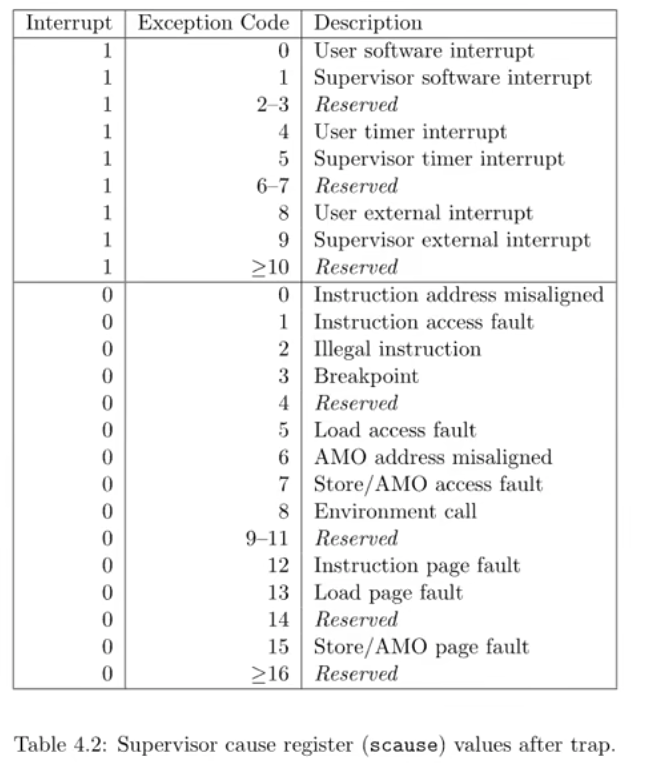 Interrupt Exception Code Description
1 0 User software interrupt
1 1 Supervisor software interrupt
1 2–3 Reserved
1 4 User timer interrupt
1 5 Supervisor timer interrupt
1 6–7 Reserved
1 8 User external interrupt
1 9 Supervisor external interrupt
1 ≥10 Reserved
0 0 Instruction address misaligned
0 1 Instruction access fault
0 2 Illegal instruction
0 3 Breakpoint
0 4 Reserved
0 5 Load access fault
0 6 AMO address misaligned
0 7 Store/AMO access fault
0 8 Environment call
0 9–11 Reserved
0 12 Instruction page fault
0 13 Load page fault
0 14 Reserved
0 15 Store/AMO page fault
0 ≥16 Reserved
Table 4.2: Supervisor cause register (scause) values after trap.